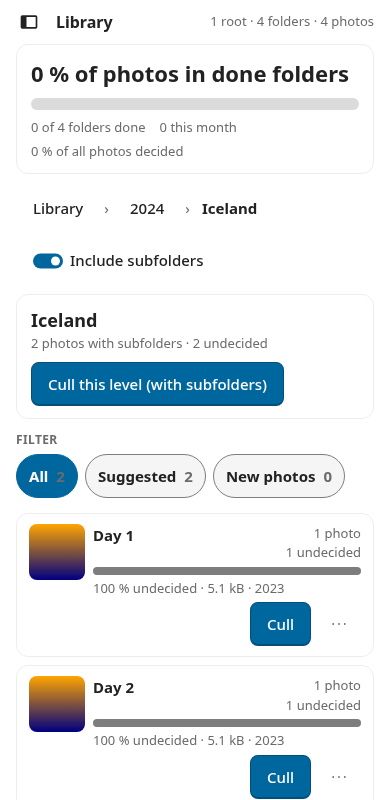 Library
1 root · 4 folders · 4 photos
0 % of photos in done folders
0 of 4 folders done 0 this month
0 % of all photos decided
Library › 2024 › Iceland
Include subfolders
Iceland
2 photos with subfolders · 2 undecided
Cull this level (with subfolders)
FILTER
All 2 Suggested 2 New photos 0
Day 1
1 photo
1 undecided
100 % undecided · 5.1 kB · 2023
Cull ···
Day 2
1 photo
1 undecided
100 % undecided · 5.1 kB · 2023
Cull ···